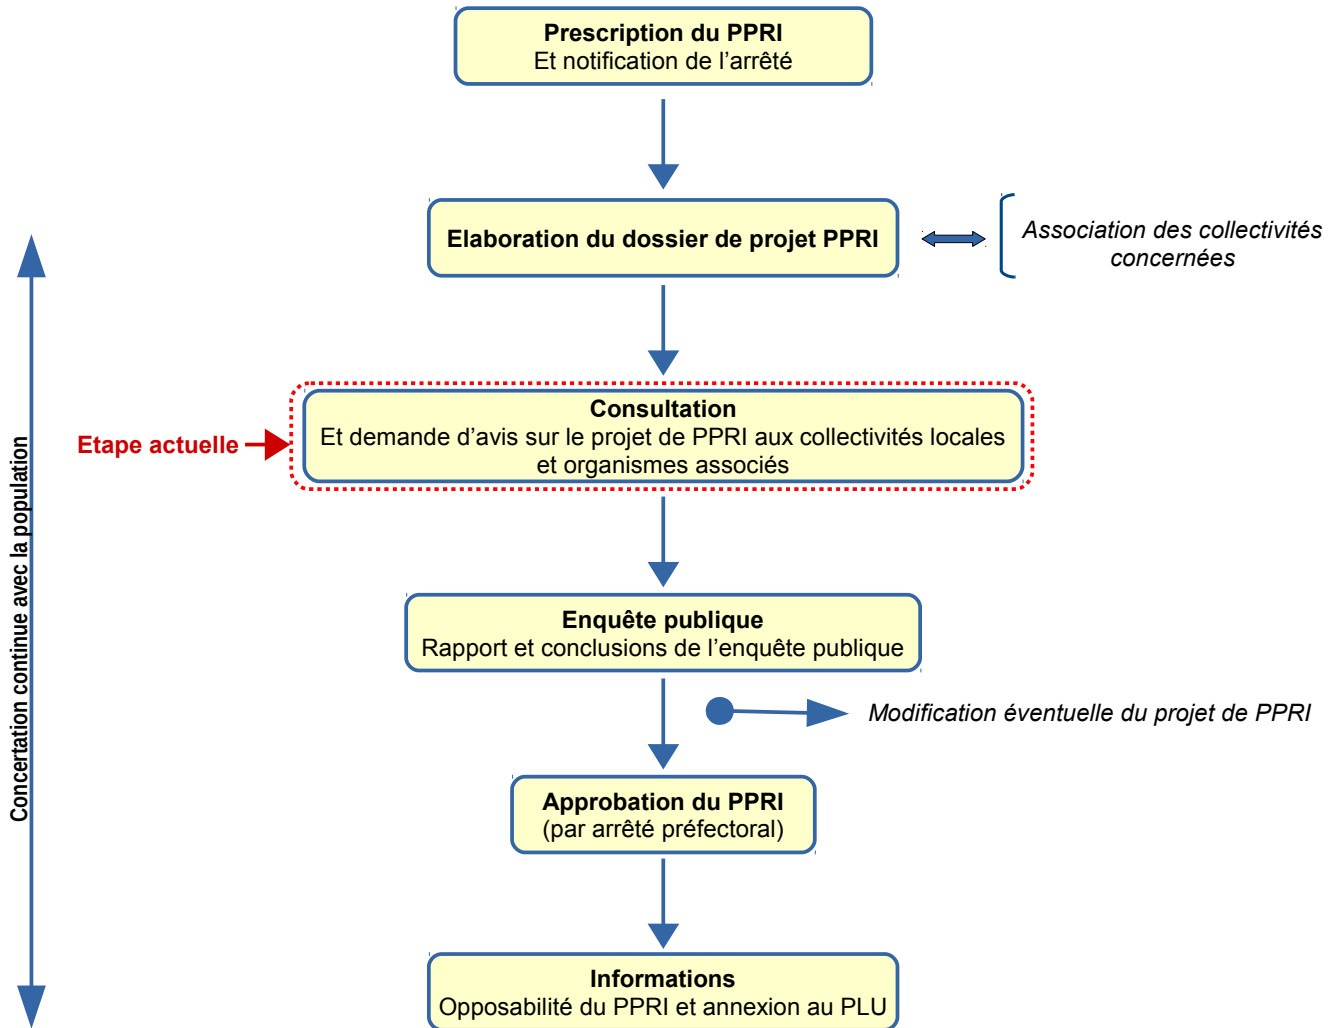 Prescription du PPRI
Et notification de l’arrêté
Elaboration du dossier de projet PPRI
Association des collectivités
concernées
Consultation
Et demande d’avis sur le projet de PPRI aux collectivités locales
et organismes associés
Etape actuelle
Concertation continue avec la population
Enquête publique
Rapport et conclusions de l’enquête publique
Modification éventuelle du projet de PPRI
Approbation du PPRI
(par arrêté préfectoral)
Informations
Opposabilité du PPRI et annexion au PLU